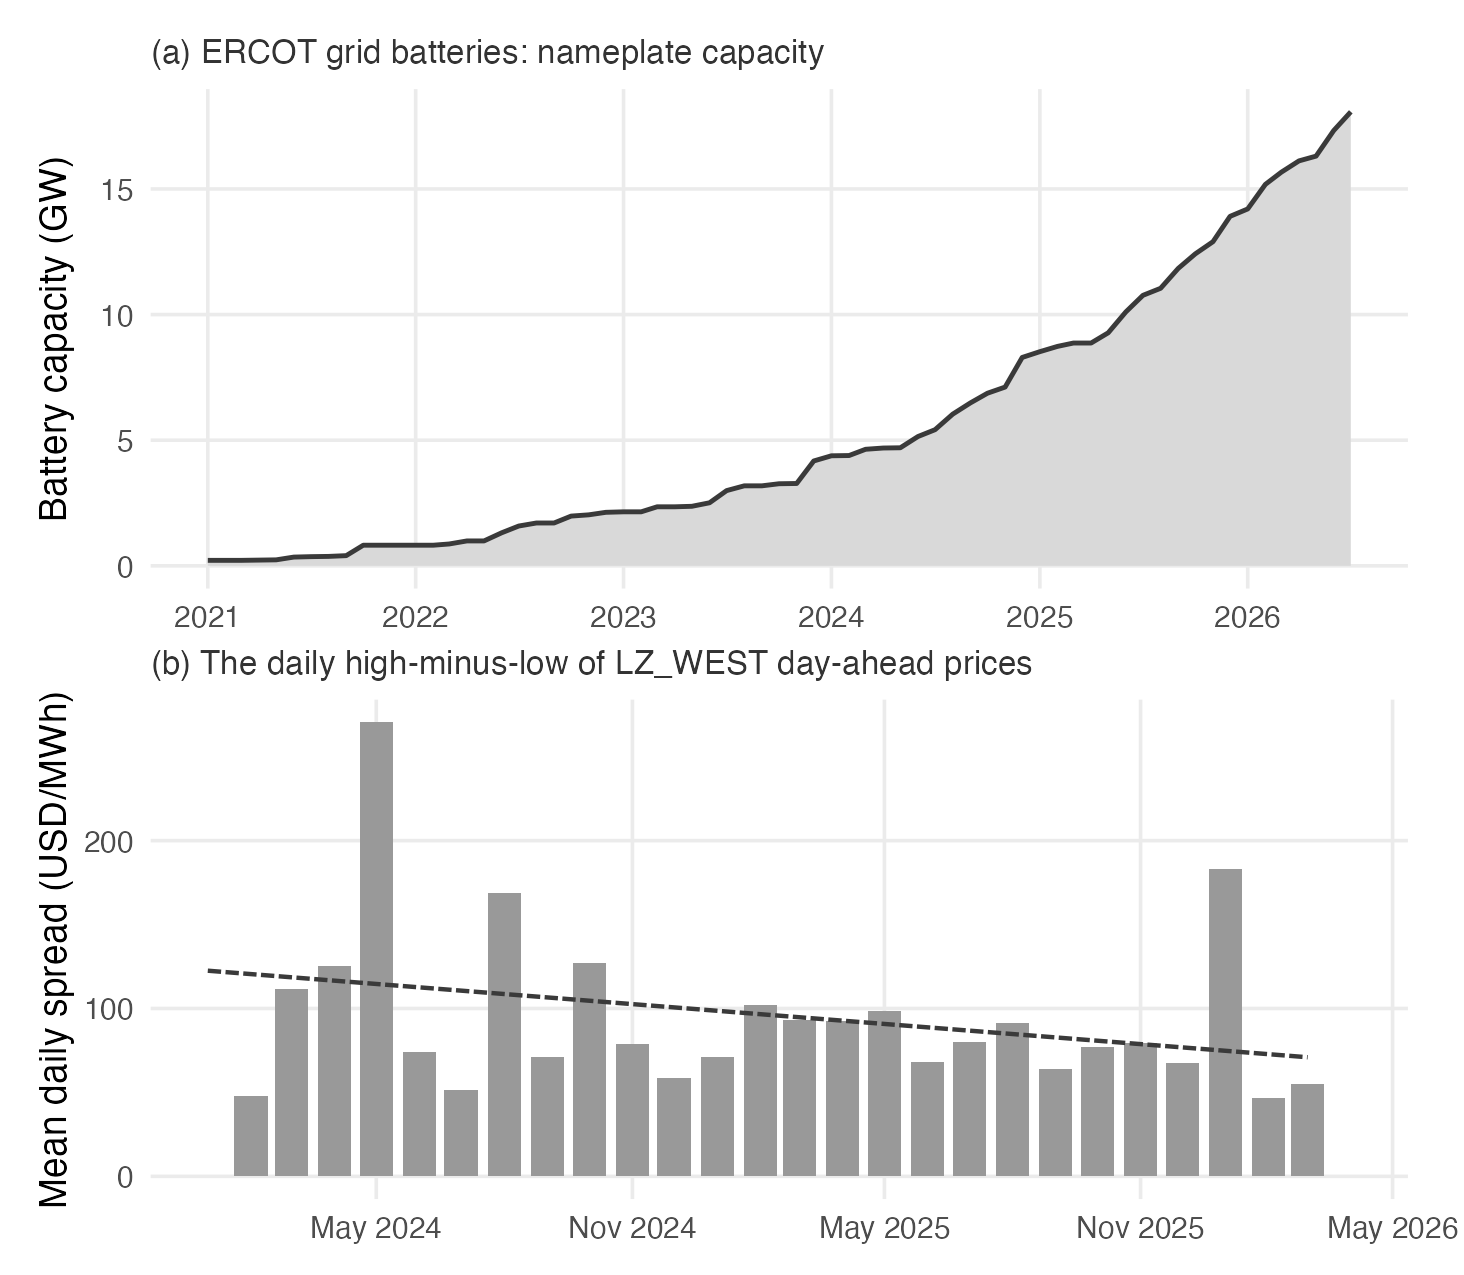 (a) ERCOT grid batteries: nameplate capacity
Battery capacity (GW)
15
10
5
0
2021 2022 2023 2024 2025 2026
(b) The daily high-minus-low of LZ_WEST day-ahead prices
Mean daily spread (USD/MWh)
200
100
0
May 2024 Nov 2024 May 2025 Nov 2025 May 2026